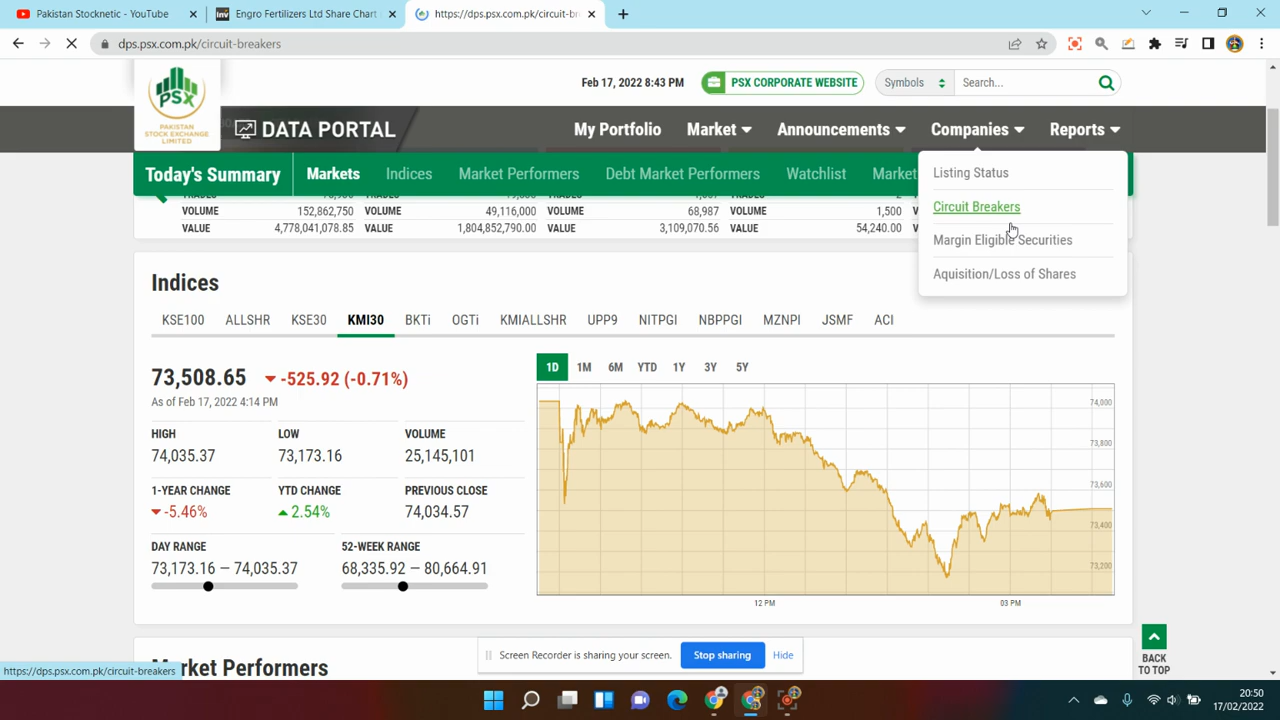 Pakistan Stocknetic - YouTube
Engro Fertilizers Ltd Share Chart
https://dps.psx.com.pk/circuit-br
dps.psx.com.pk/circuit-breakers
PSX
PAKISTAN
STOCK EXCHANGE
LIMITED
Feb 17, 2022 8:43 PM
PSX CORPORATE WEBSITE
Symbols
Search...
DATA PORTAL
My Portfolio
Market
Announcements
Companies
Reports
Today's Summary
Markets
Indices
Market Performers
Debt Market Performers
Watchlist
Market
Listing Status
Circuit Breakers
Margin Eligible Securities
Aquisition/Loss of Shares
VOLUME 152,862,750 VOLUME 49,116,000 VOLUME 68,987 VOLUME 1,500
VALUE 4,778,041,078.85 VALUE 1,804,852,790.00 VALUE 3,109,070.56 VALUE 54,240.00
Indices
KSE100 ALLSHR KSE30 KMI30 BKTi OGTi KMIALLSHR UPP9 NITPGI NBPPGI MZNPI JSMF ACI
73,508.65 -525.92 (-0.71%)
As of Feb 17, 2022 4:14 PM
HIGH LOW VOLUME
74,035.37 73,173.16 25,145,101
1-YEAR CHANGE YTD CHANGE PREVIOUS CLOSE
-5.46% 2.54% 74,034.57
DAY RANGE 52-WEEK RANGE
73,173.16 — 74,035.37 68,335.92 — 80,664.91
1D 1M 6M YTD 1Y 3Y 5Y
74,000
73,800
73,600
73,400
73,200
12 PM 03 PM
Market Performers
Screen Recorder is sharing your screen.
Stop sharing
Hide
BACK
TO TOP
https://dps.psx.com.pk/circuit-breakers
20:50
17/02/2022